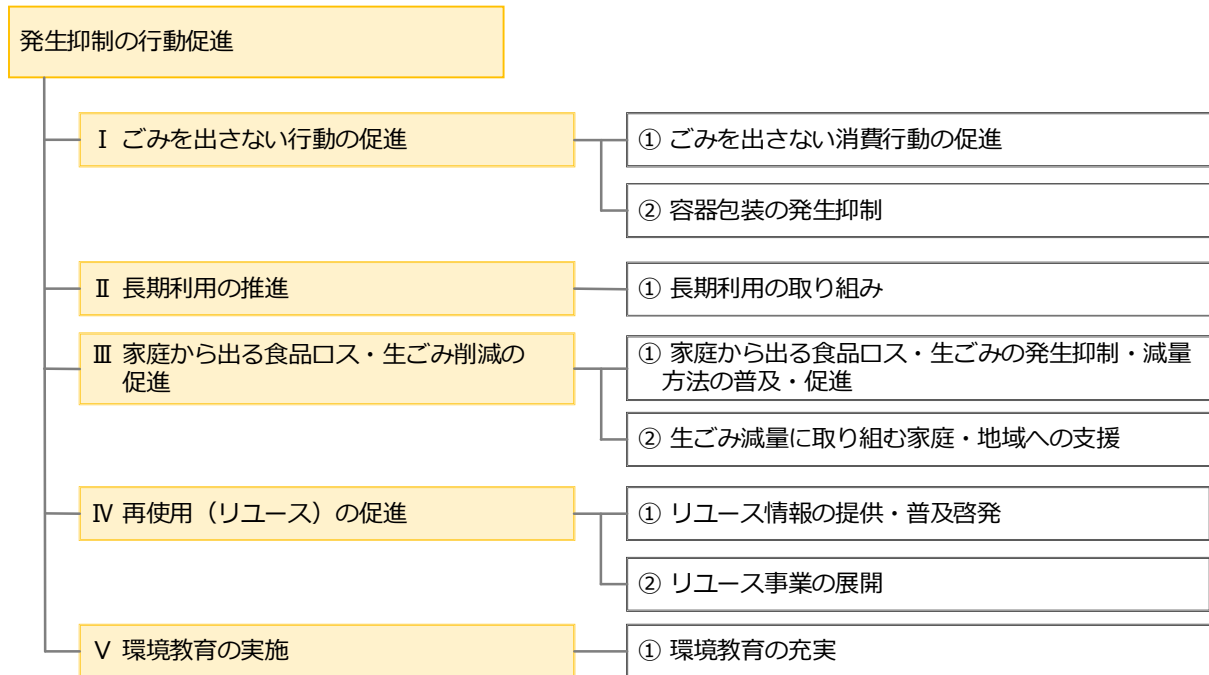 発生抑制の行動促進
Ⅰ ごみを出さない行動の促進
① ごみを出さない消費行動の促進
② 容器包装の発生抑制
Ⅱ 長期利用の推進
① 長期利用の取り組み
Ⅲ 家庭から出る食品ロス・生ごみ削減の
促進
① 家庭から出る食品ロス・生ごみの発生抑制・減量
方法の普及・促進
② 生ごみ減量に取り組む家庭・地域への支援
Ⅳ 再使用（リユース）の促進
① リユース情報の提供・普及啓発
② リユース事業の展開
Ⅴ 環境教育の実施
① 環境教育の充実